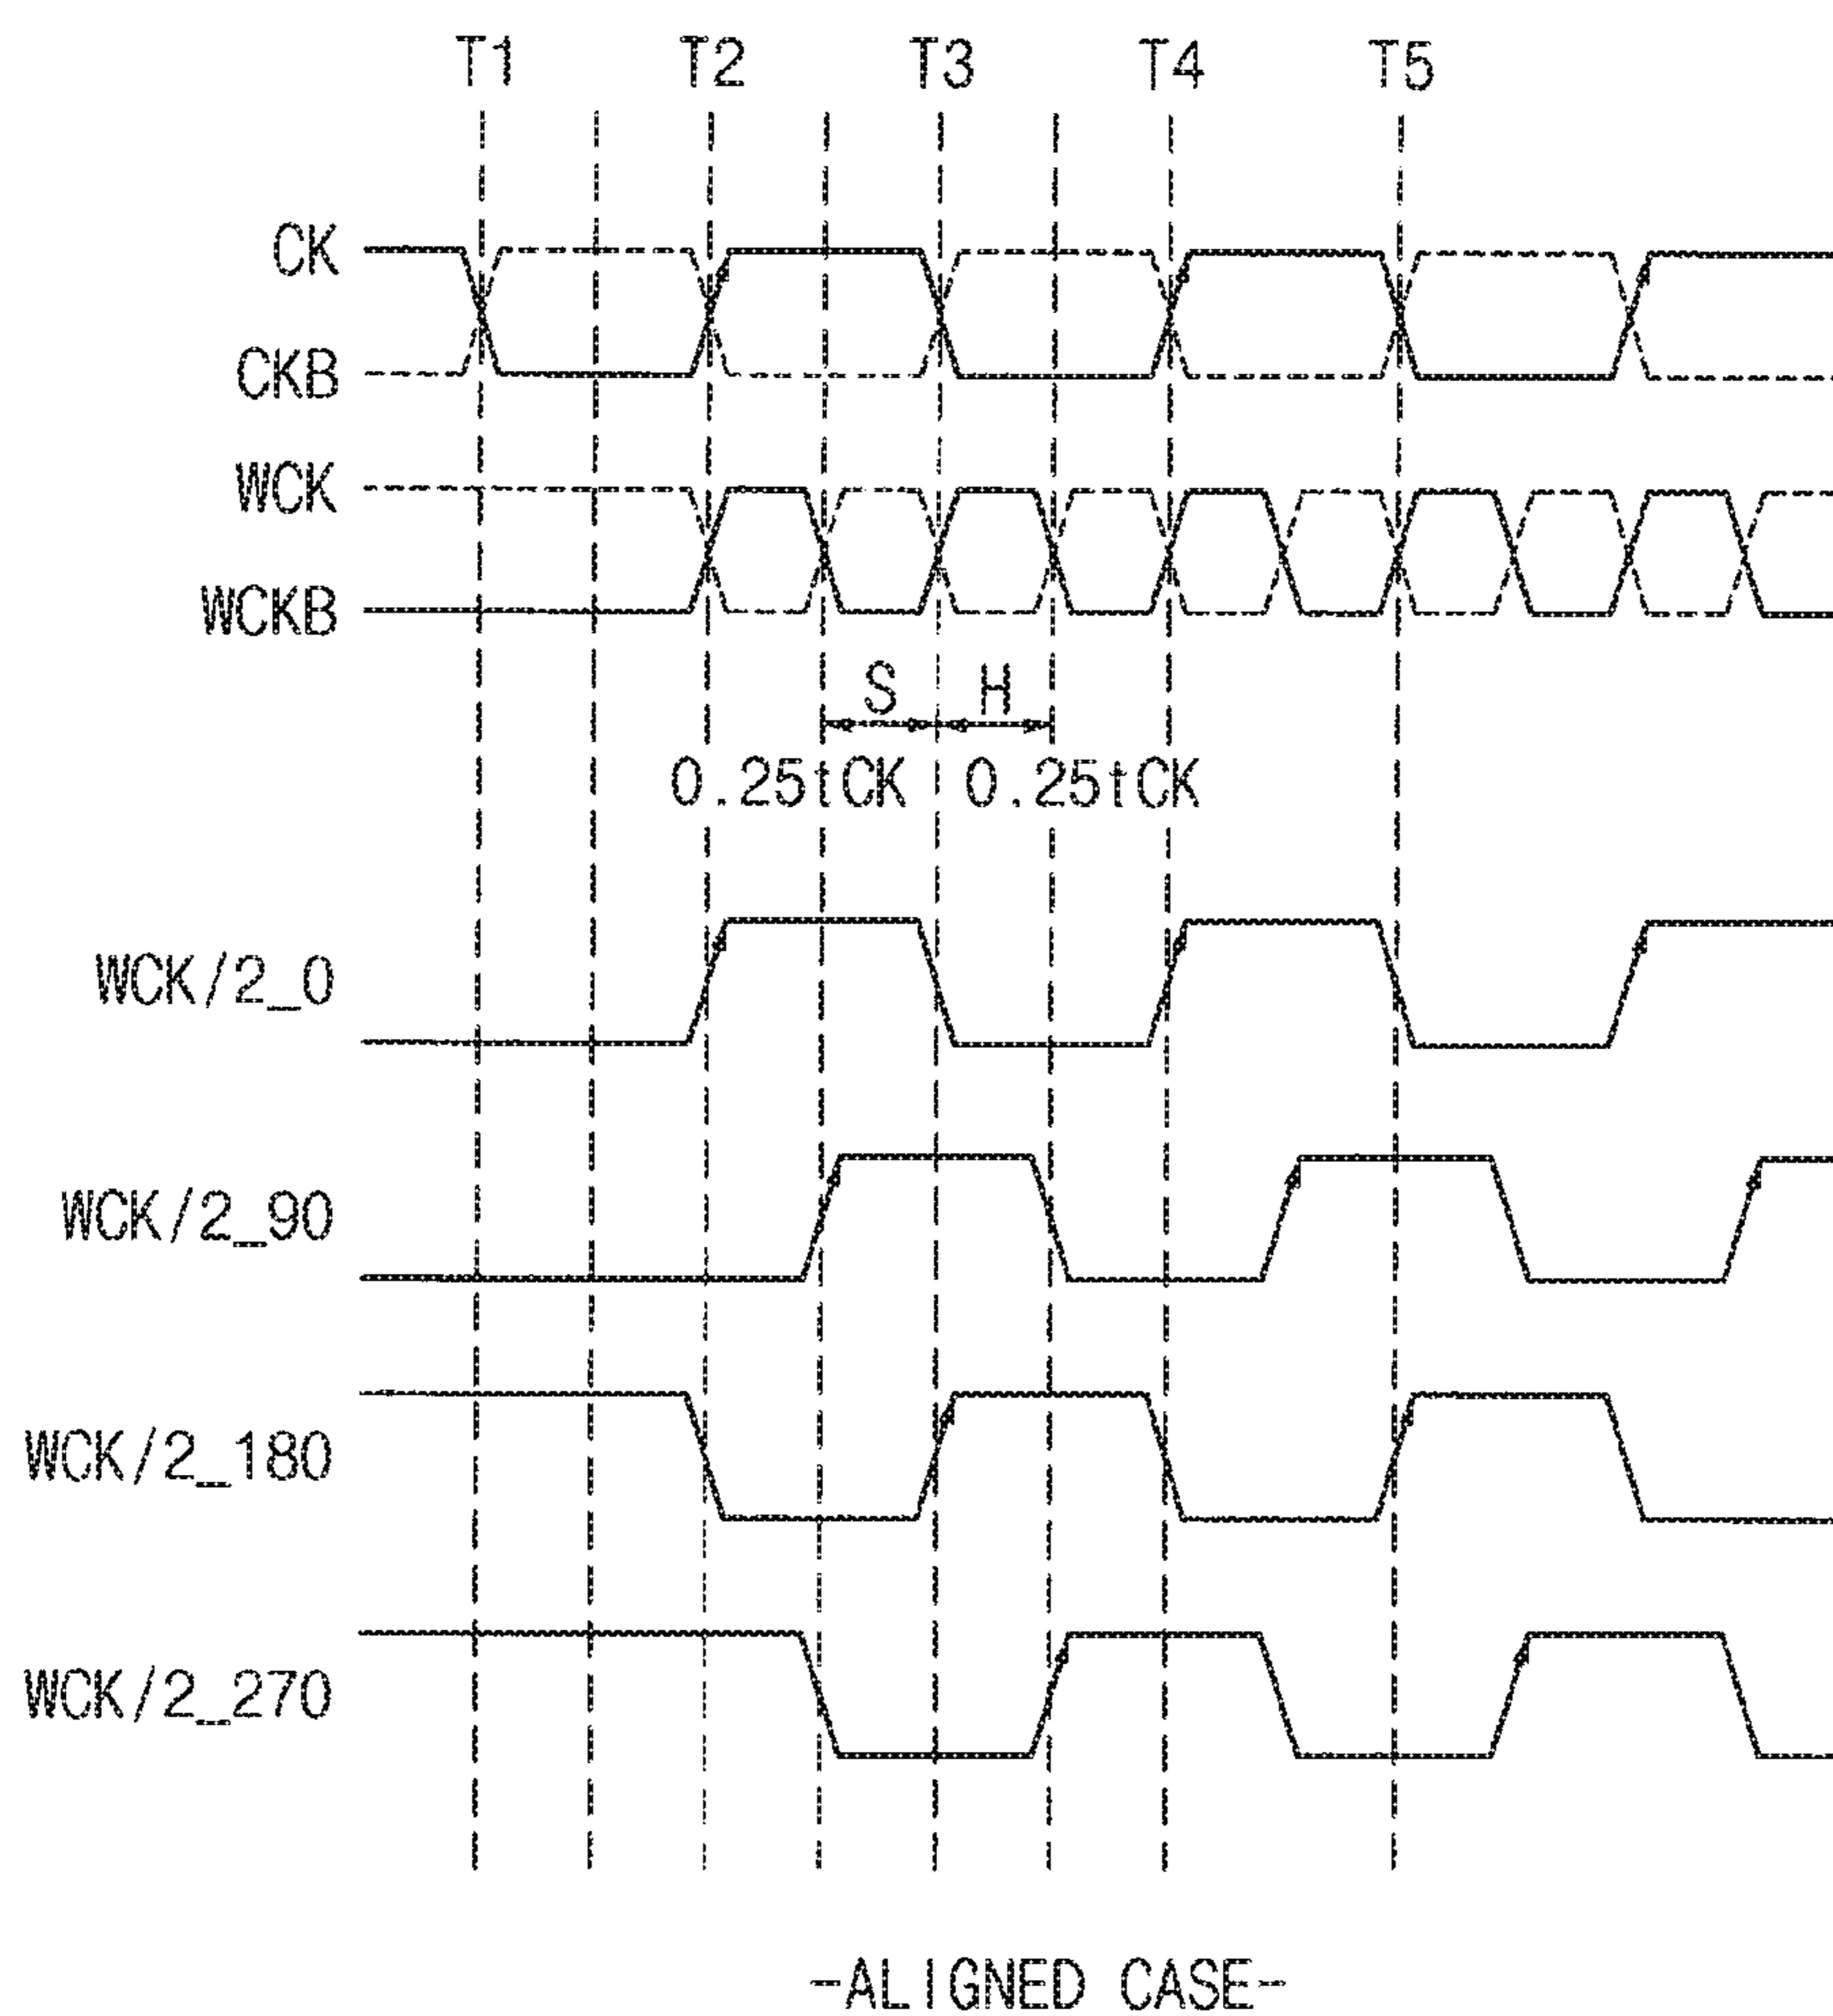 T1 T2 T3 T4 T5
CK
CKB
WCK
WCKB
S H
0.25tCK 0.25tCK
WCK/2_0
WCK/2_90
WCK/2_180
WCK/2_270
-ALIGNED CASE-